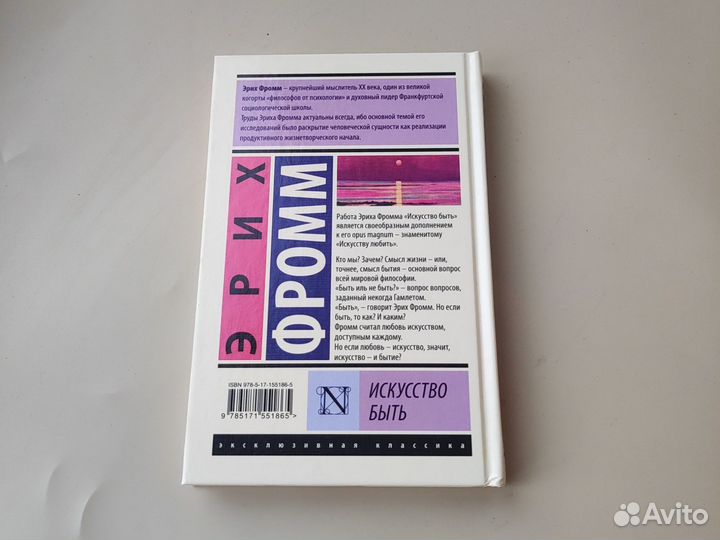 Эрих Фромм – крупнейший мыслитель XX века, один из великой
когорты «философов от психологии» и духовный лидер Франкфуртской
социологической школы.
Труды Эриха Фромма актуальны всегда, ибо основной темой его
исследований было раскрытие человеческой сущности как реализации
продуктивного жизнетворческого начала.
ЭРИХ
ФРОММ
Работа Эриха Фромма «Искусство быть»
является своеобразным дополнением
к его opus magnum – знаменитому
«Искусству любить».
Кто мы? Зачем? Смысл жизни – или,
точнее, смысл бытия – основной вопрос
всей мировой философии.
«Быть иль не быть?» – вопрос вопросов,
заданный некогда Гамлетом.
«Быть», – говорит Эрих Фромм. Но если
быть, то как? И каким?
Фромм считал любовь искусством,
доступным каждому.
Но если любовь – искусство, значит,
искусство – и бытие?
ISBN 978-5-17-155186-5
9 785171 551865>
N
ИСКУССТВО
БЫТЬ
эксклюзивная классика
Avito